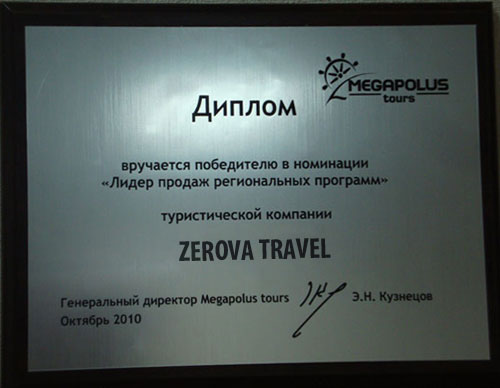 MEGAPOLUS
tours
Диплом
вручается победителю в номинации
«Лидер продаж региональных программ»
туристической компании
ZEROVA TRAVEL
Генеральный директор Megapolus tours Э.Н. Кузнецов
Октябрь 2010